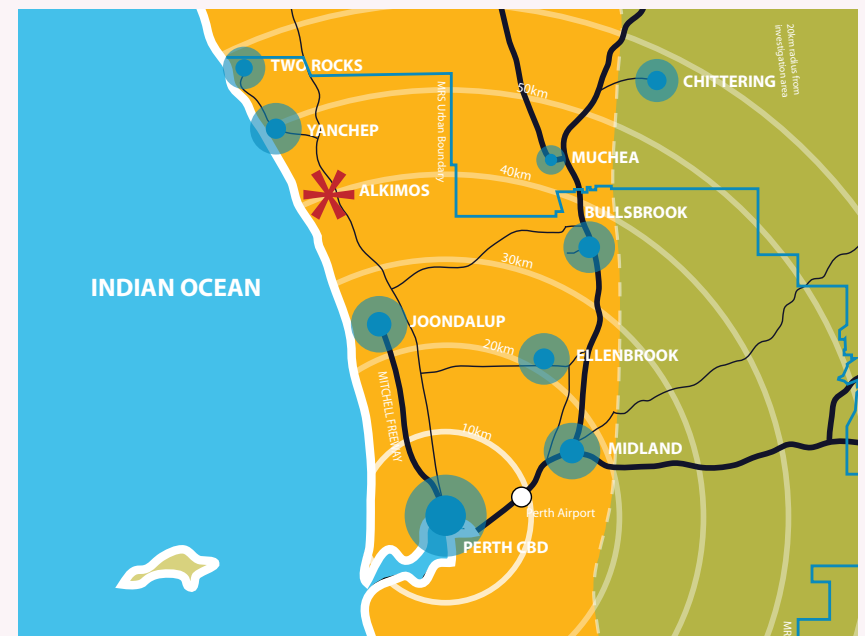 20km radius from
investigation area
TWO ROCKS
CHITTERING
50km
MRS Urban Boundary
YANCHEP
MUCHEA
40km
ALKIMOS
BULLSBROOK
30km
INDIAN OCEAN
JOONDALUP
20km
ELLENBROOK
MITCHELL FREEWAY
10km
MIDLAND
Perth Airport
PERTH CBD